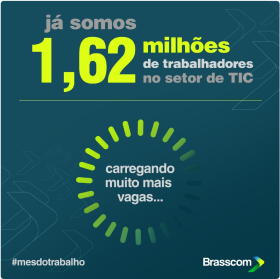 já somos
1,62 milhões
de trabalhadores
no setor de TIC
carregando
muito mais
vagas...
#mesdotrabalho
Brasscom